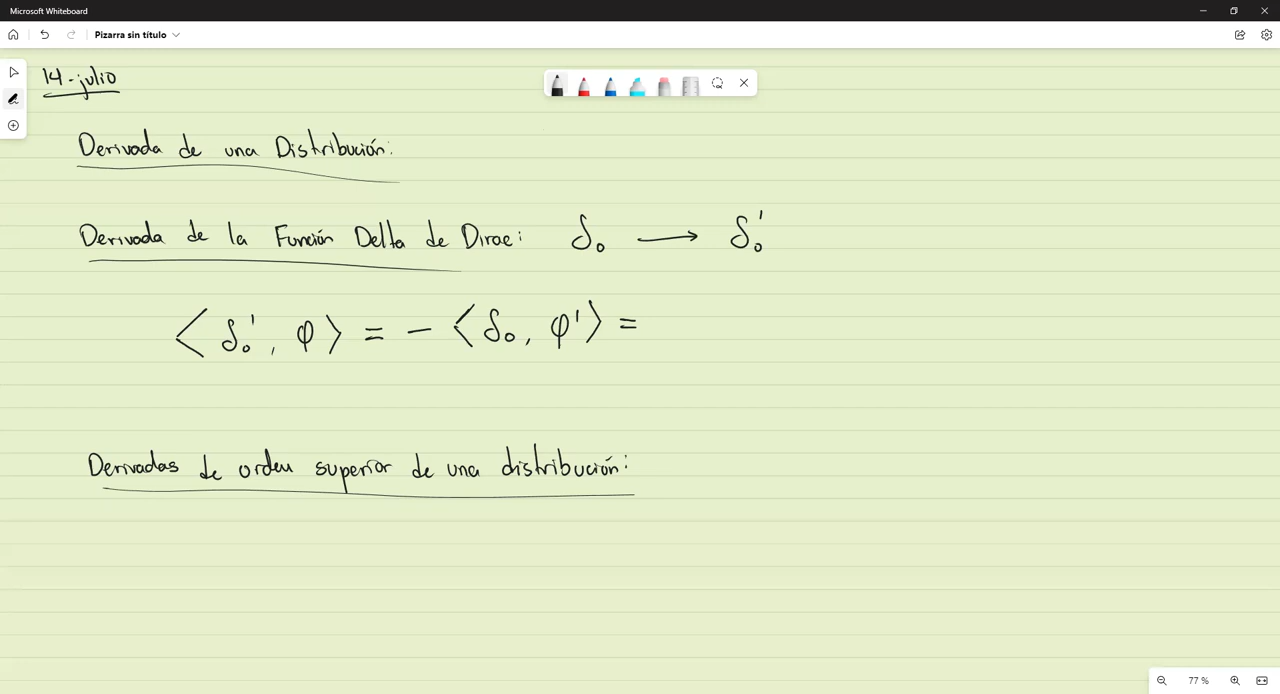 Microsoft Whiteboard
Pizarra sin título
14-julio
Derivada de una Distribución:
Derivada de la Función Delta de Dirac: δ₀ ⟶ δ₀'
⟨δ₀', φ⟩ = - ⟨δ₀, φ'⟩ =
Derivadas de orden superior de una distribución:
77 %